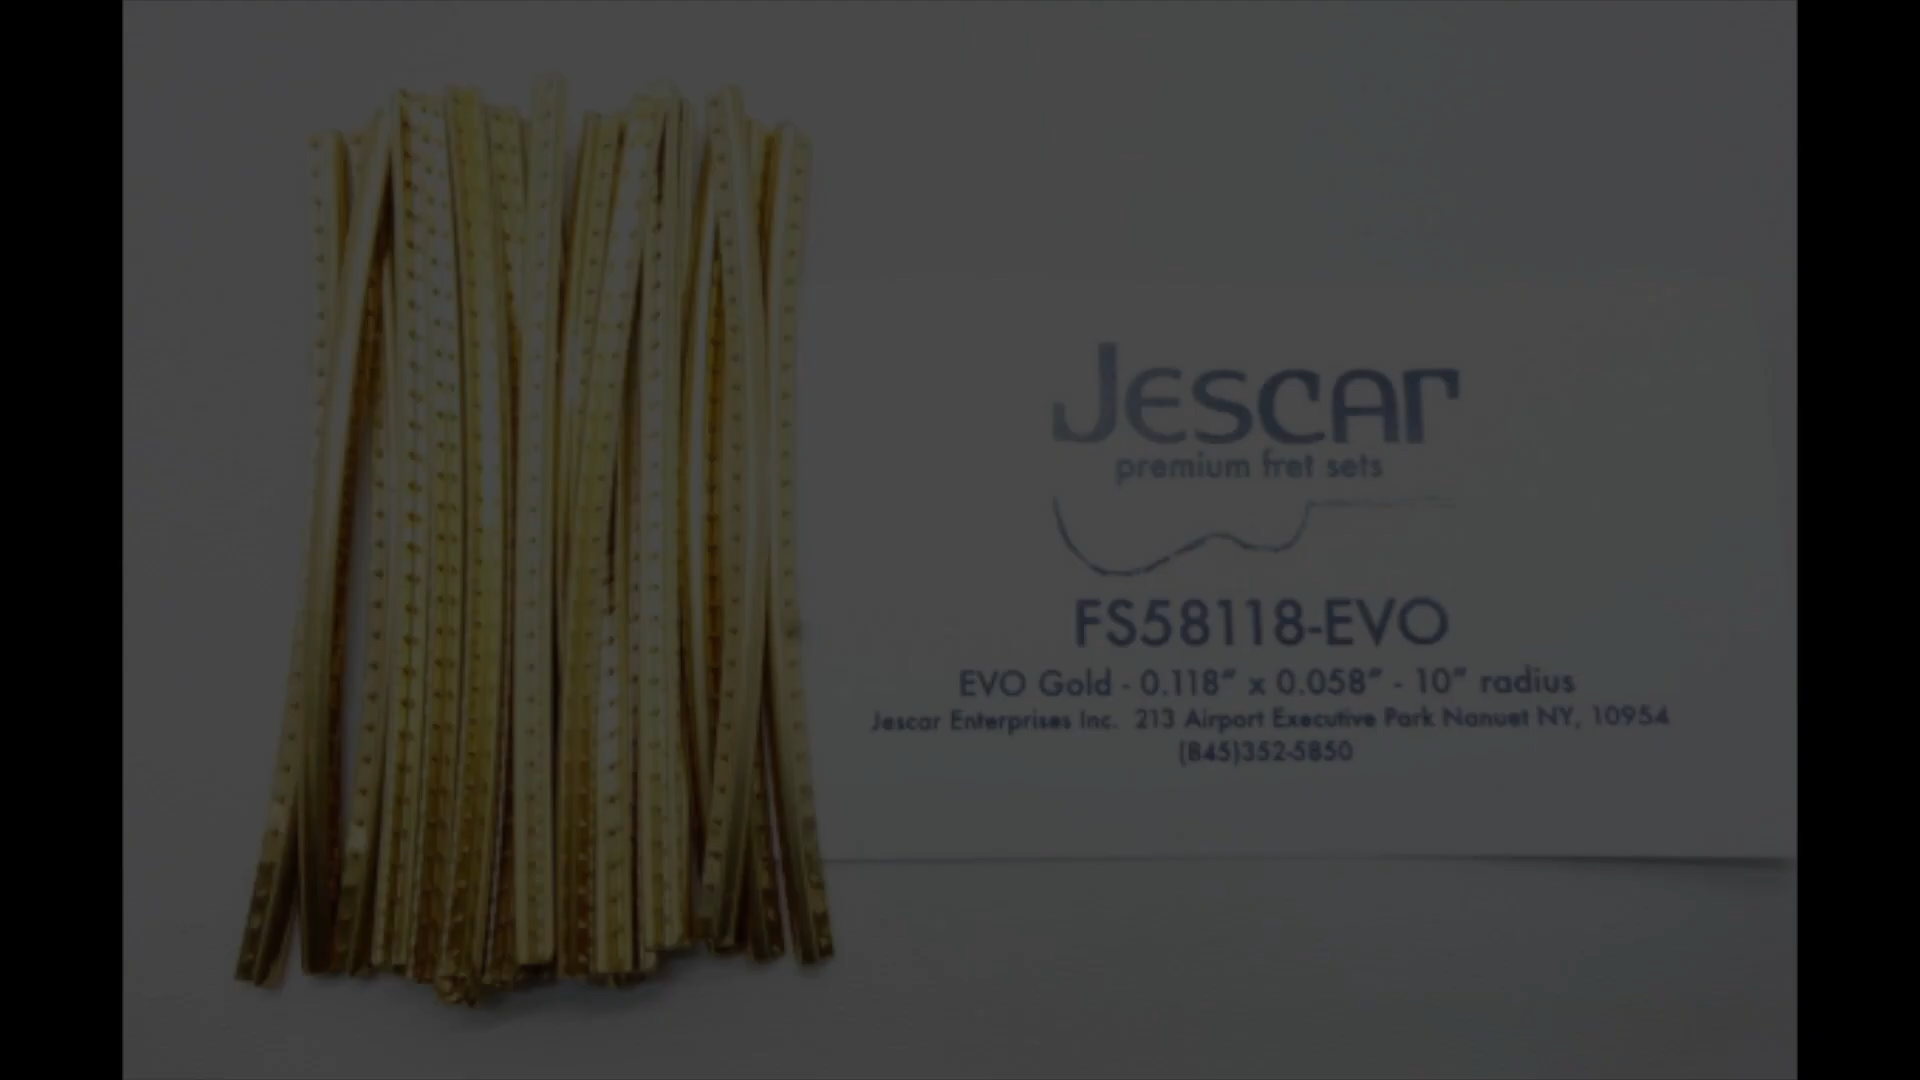 Jescar
premium fret sets
FS58118-EVO
EVO Gold - 0.118” x 0.058” - 10” radius
Jescar Enterprises Inc. 213 Airport Executive Park Nanuet NY, 10954
(845)352-5850